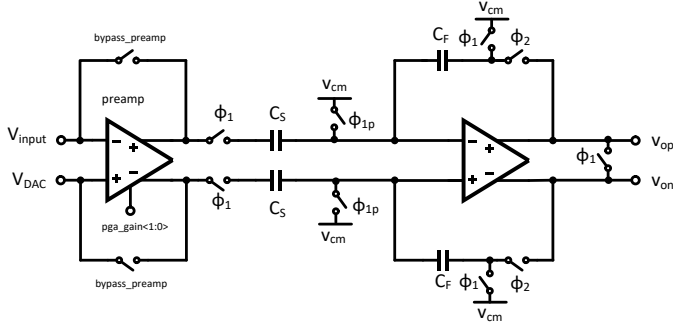 v_cm
bypass_preamp
C_F
ϕ_1
ϕ_2
preamp
v_cm
ϕ_1
C_S
ϕ_1p
V_input
v_op
ϕ_1
V_DAC
v_on
ϕ_1
C_S
ϕ_1p
pga_gain<1:0>
v_cm
bypass_preamp
C_F
ϕ_1
ϕ_2
v_cm